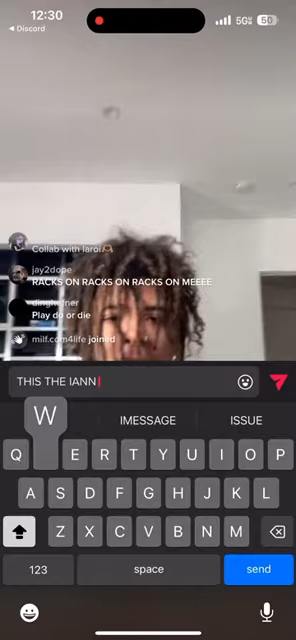 12:30
5G
50
◀ Discord
Collab with laroi🫶🏽
jay2dope
RACKS ON RACKS ON RACKS ON MEEEE
Play do or die
milf.com4life joined
THIS THE IANN
W
IMESSAGE
ISSUE
Q E R T Y U I O P
A S D F G H J K L
Z X C V B N M
123
space
send